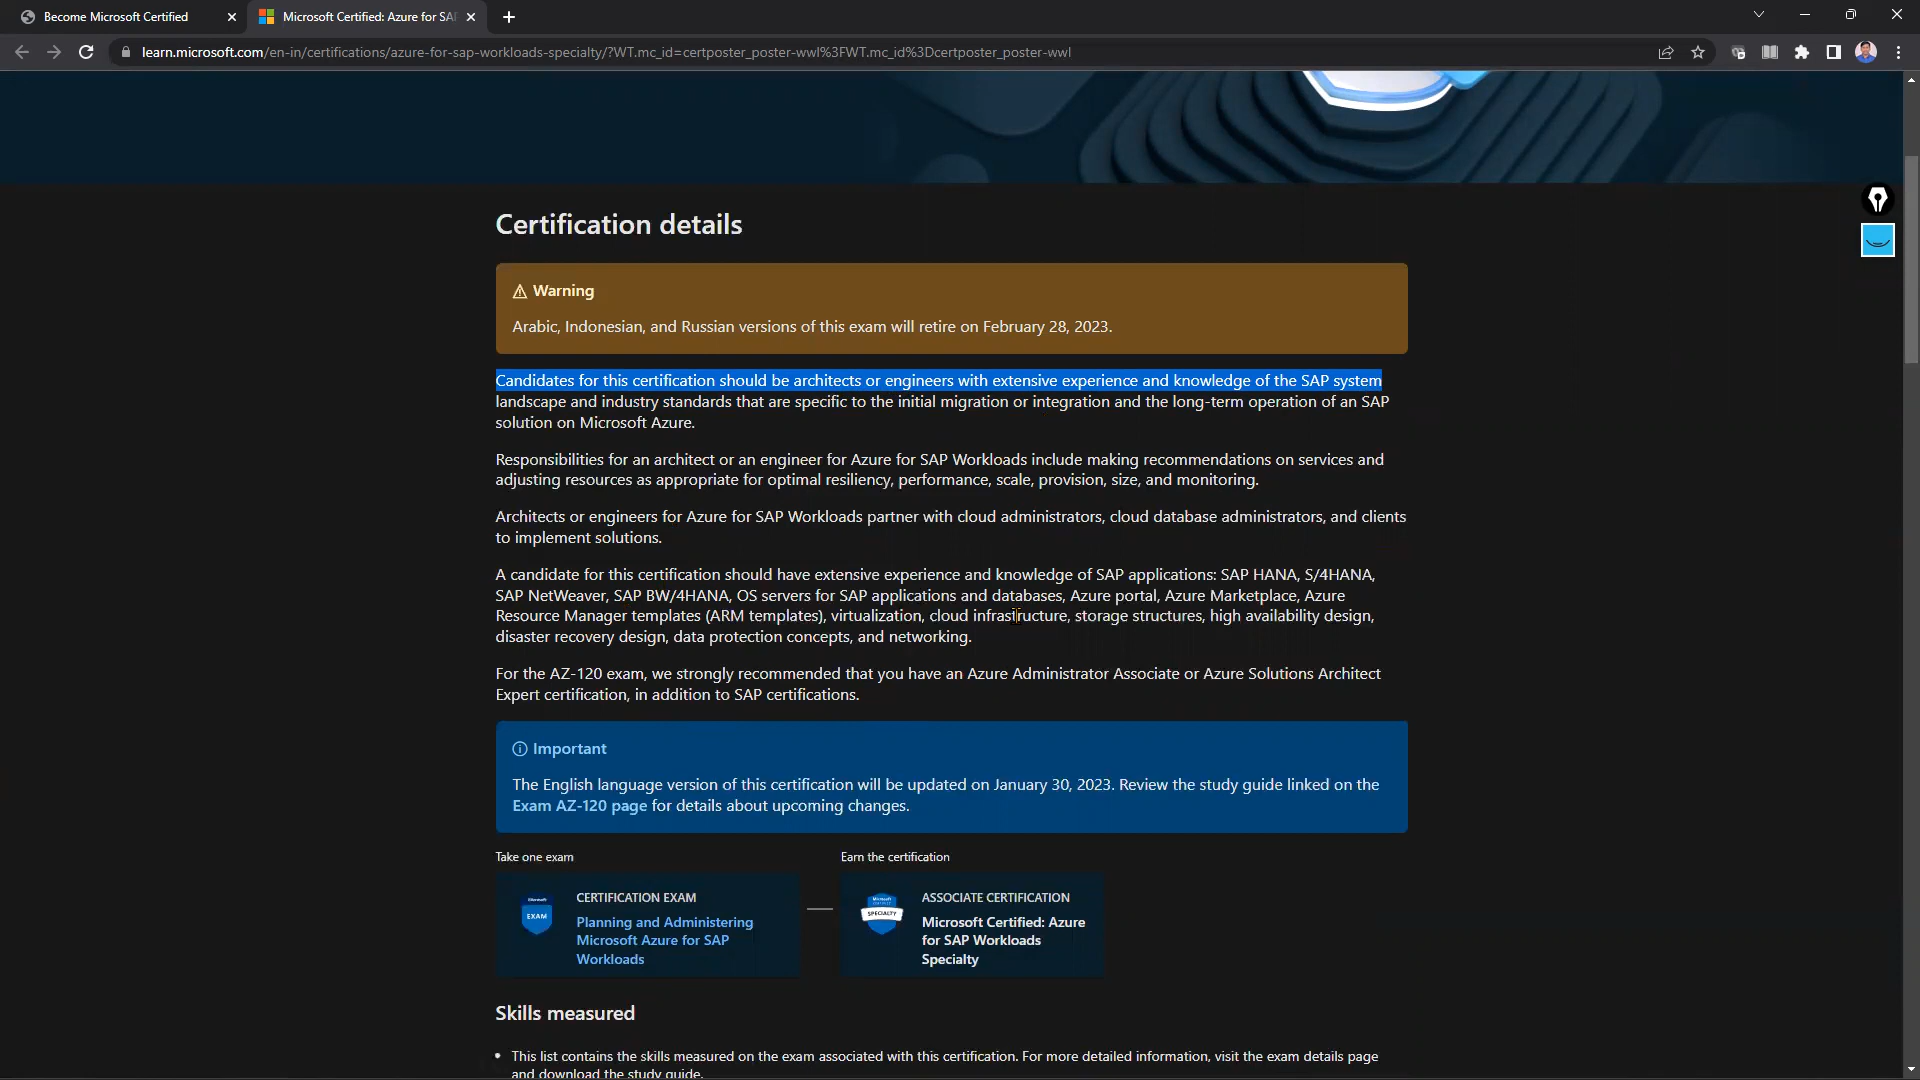 Become Microsoft Certified
Microsoft Certified: Azure for SA
learn.microsoft.com/en-in/certifications/azure-for-sap-workloads-specialty/?WT.mc_id=certposter_poster-wwl%3FWT.mc_id%3Dcertposter_poster-wwl
Certification details
Warning
Arabic, Indonesian, and Russian versions of this exam will retire on February 28, 2023.
Candidates for this certification should be architects or engineers with extensive experience and knowledge of the SAP system
landscape and industry standards that are specific to the initial migration or integration and the long-term operation of an SAP
solution on Microsoft Azure.
Responsibilities for an architect or an engineer for Azure for SAP Workloads include making recommendations on services and
adjusting resources as appropriate for optimal resiliency, performance, scale, provision, size, and monitoring.
Architects or engineers for Azure for SAP Workloads partner with cloud administrators, cloud database administrators, and clients
to implement solutions.
A candidate for this certification should have extensive experience and knowledge of SAP applications: SAP HANA, S/4HANA,
SAP NetWeaver, SAP BW/4HANA, OS servers for SAP applications and databases, Azure portal, Azure Marketplace, Azure
Resource Manager templates (ARM templates), virtualization, cloud infrastructure, storage structures, high availability design,
disaster recovery design, data protection concepts, and networking.
For the AZ-120 exam, we strongly recommended that you have an Azure Administrator Associate or Azure Solutions Architect
Expert certification, in addition to SAP certifications.
Important
The English language version of this certification will be updated on January 30, 2023. Review the study guide linked on the
Exam AZ-120 page for details about upcoming changes.
Take one exam
Earn the certification
EXAM
CERTIFICATION EXAM
Planning and Administering
Microsoft Azure for SAP
Workloads
SPECIALTY
ASSOCIATE CERTIFICATION
Microsoft Certified: Azure
for SAP Workloads
Specialty
Skills measured
This list contains the skills measured on the exam associated with this certification. For more detailed information, visit the exam details page
and download the study guide.